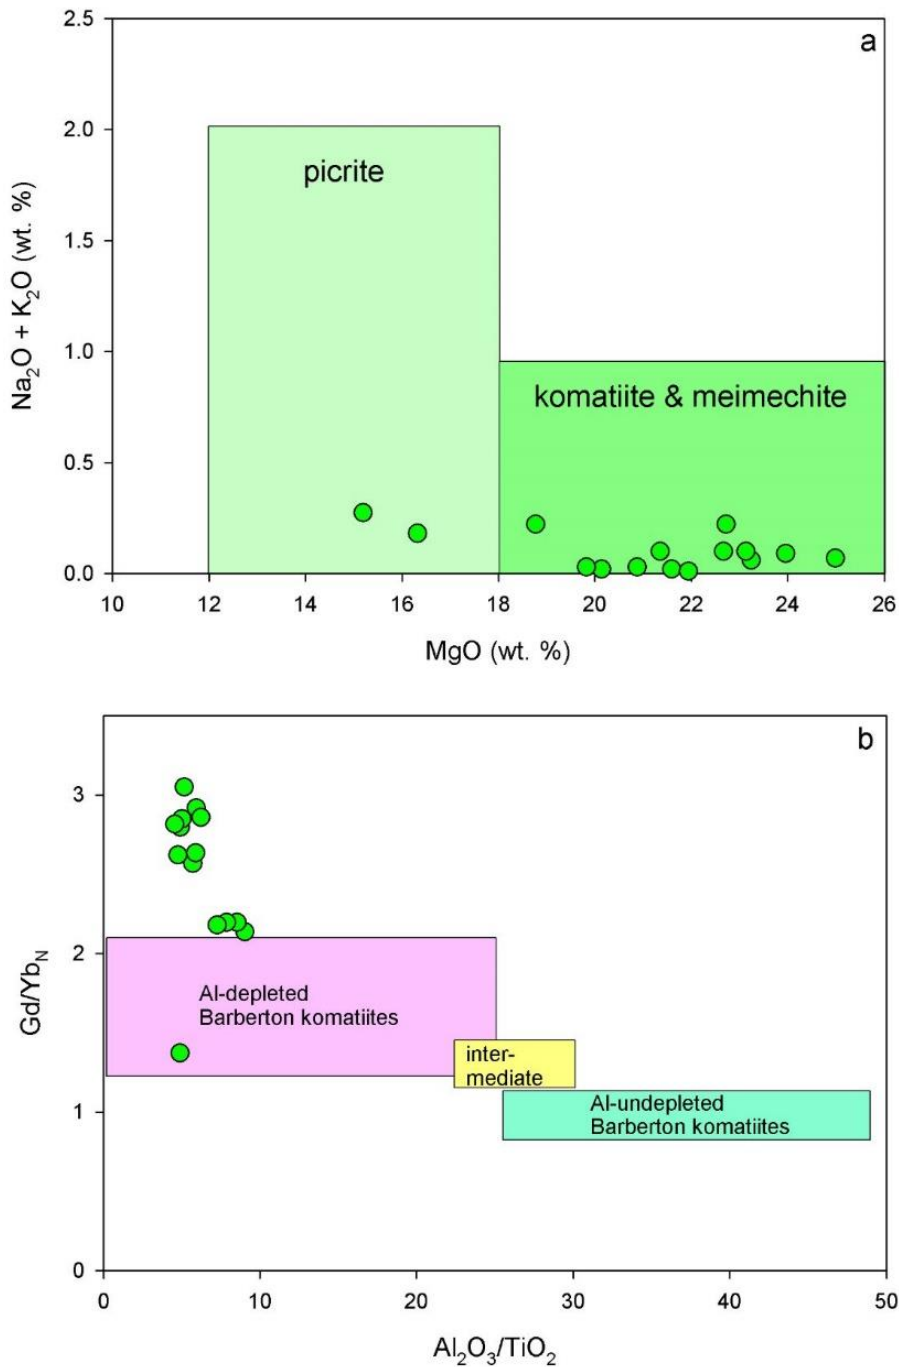 a
2.5
2.0
1.5
1.0
0.5
0.0
Na₂O + K₂O (wt. %)
picrite
komatiite & meimechite
10 12 14 16 18 20 22 24 26
MgO (wt. %)
b
3
2
1
0
Gd/Yb_N
Al-depleted
Barberton komatiites
inter-
mediate
Al-undepleted
Barberton komatiites
0 10 20 30 40 50
Al₂O₃/TiO₂